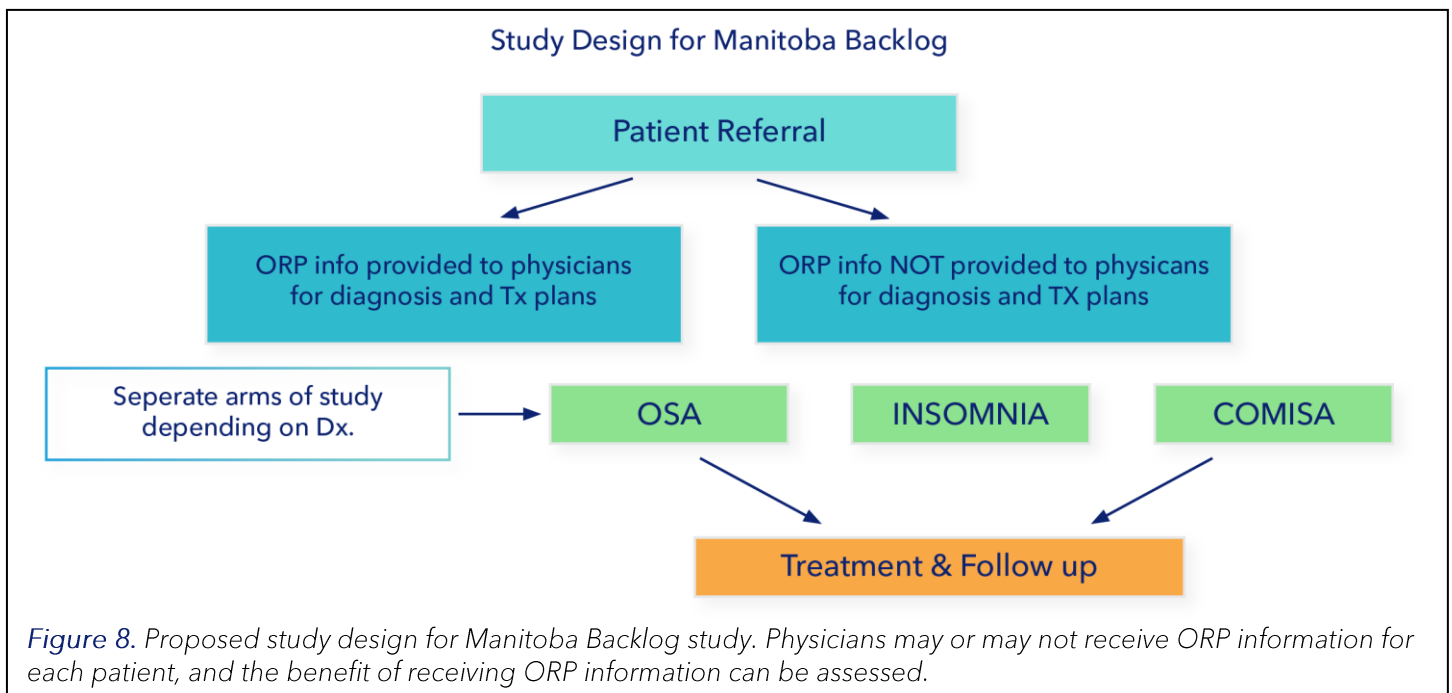 Study Design for Manitoba Backlog
Patient Referral
ORP info provided to physicians
for diagnosis and Tx plans
ORP info NOT provided to physicans
for diagnosis and TX plans
Seperate arms of study
depending on Dx.
OSA
INSOMNIA
COMISA
Treatment & Follow up
Figure 8. Proposed study design for Manitoba Backlog study. Physicians may or may not receive ORP information for
each patient, and the benefit of receiving ORP information can be assessed.